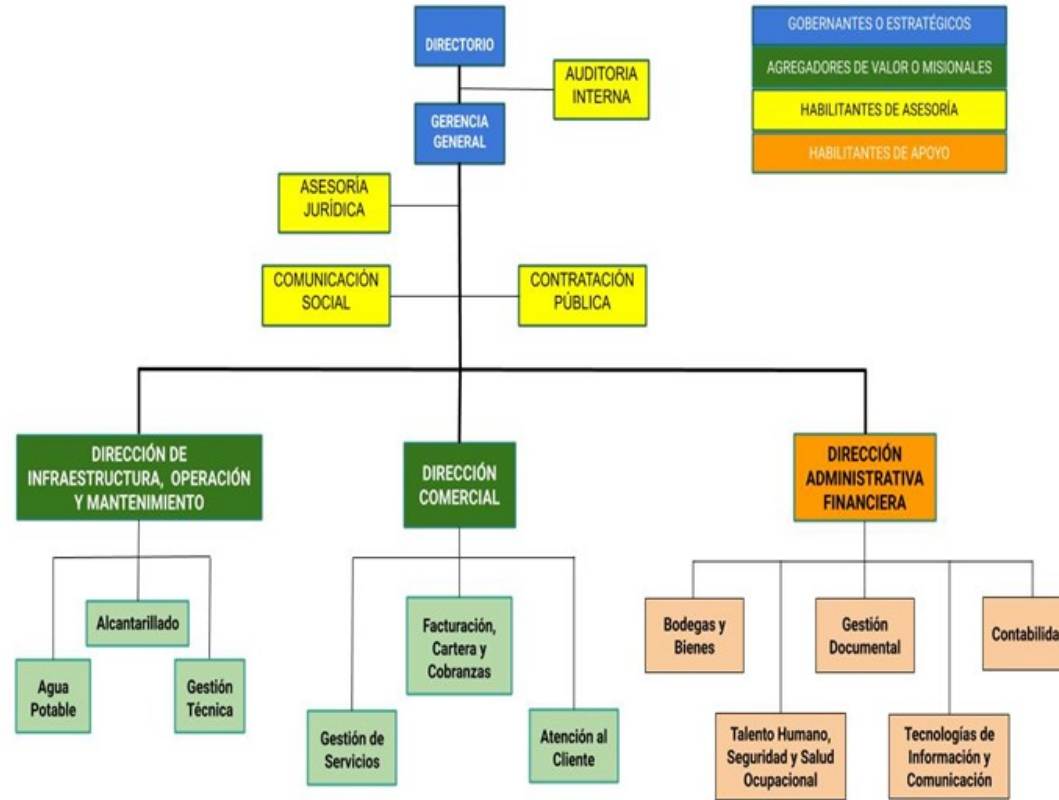 DIRECTORIO
AUDITORIA
INTERNA
GERENCIA
GENERAL
GOBERNANTES O ESTRATÉGICOS
AGREGADORES DE VALOR O MISIONALES
HABILITANTES DE ASESORÍA
HABILITANTES DE APOYO
ASESORÍA
JURÍDICA
COMUNICACIÓN
SOCIAL
CONTRATACIÓN
PÚBLICA
DIRECCIÓN DE
INFRAESTRUCTURA, OPERACIÓN
Y MANTENIMIENTO
DIRECCIÓN
COMERCIAL
DIRECCIÓN
ADMINISTRATIVA
FINANCIERA
Alcantarillado
Agua
Potable
Gestión
Técnica
Facturación,
Cartera y
Cobranzas
Gestión de
Servicios
Atención al
Cliente
Bodegas y
Bienes
Gestión
Documental
Contabilida
Talento Humano,
Seguridad y Salud
Ocupacional
Tecnologías de
Información y
Comunicación